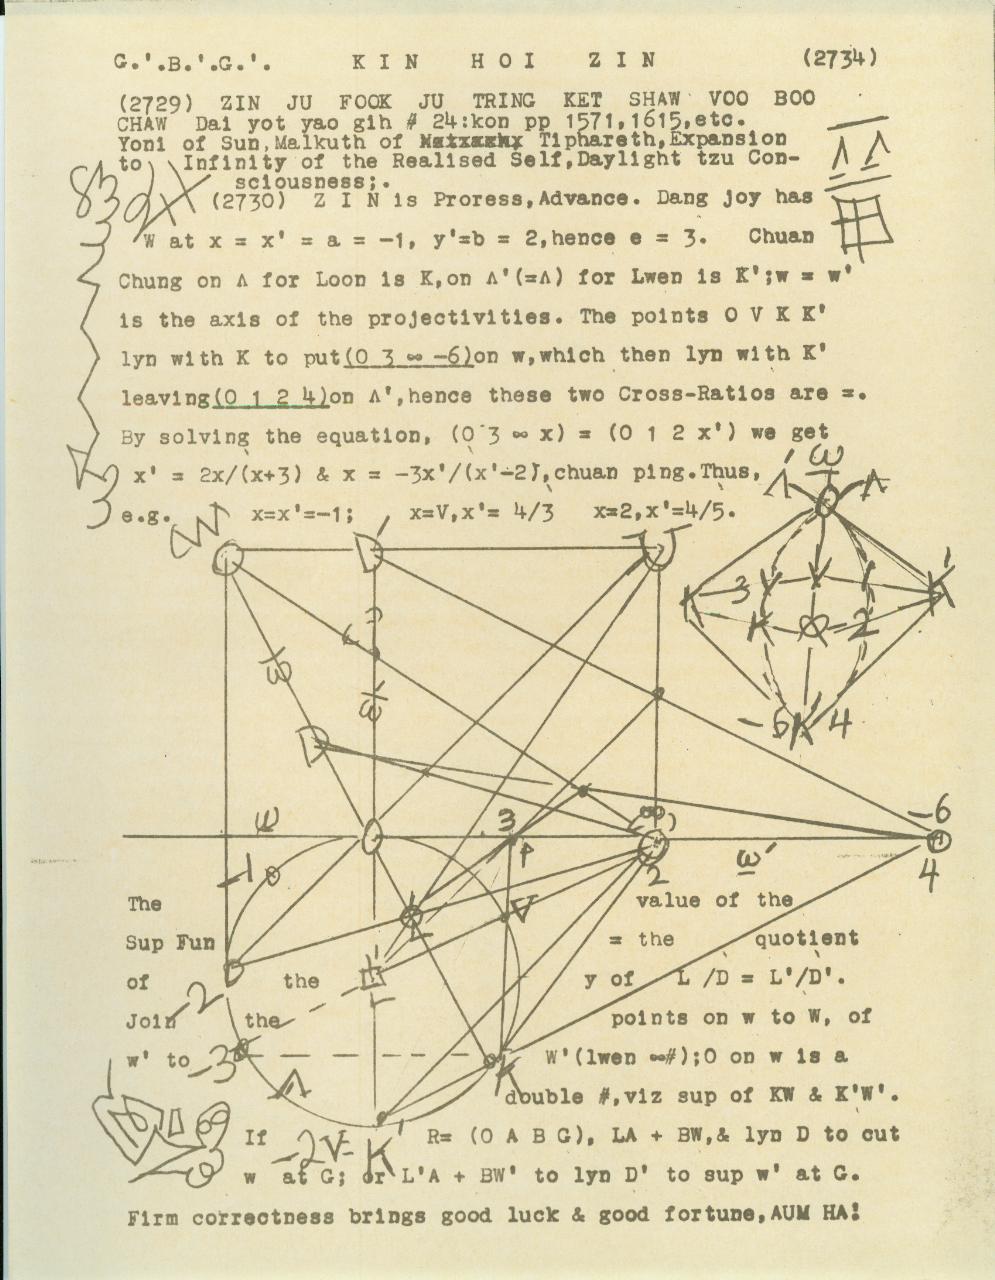 G.'.B.'.G.'. KIN HOI ZIN (2734)
(2729) ZIN JU FOOK JU TRING KET SHAW VOO BOO
CHAW Dai yot yao gih # 24:kon pp 1571,1615,etc.
Yoni of Sun,Malkuth of Tiphareth,Expansion
to Infinity of the Realised Self,Daylight tzu Con-
sciousness;.
(2730) Z I N is Proress,Advance. Dang joy has
W at x = x' = a = -1, y'=b = 2,hence e = 3. Chuan
Chung on Λ for Loon is K,on Λ'(=Λ) for Lwen is K';w = w'
is the axis of the projectivities. The points O V K K'
lyn with K to put(0 3 ∞ -6)on w,which then lyn with K'
leaving(0 1 2 4)on Λ',hence these two Cross-Ratios are =.
By solving the equation, (0 3 ∞ x) = (0 1 2 x') we get
x' = 2x/(x+3) & x = -3x'/(x'-2),chuan ping.Thus,
e.g. x=x'=-1; x=V,x'= 4/3 x=2,x'=4/5.
83
3
W D' J
ω Λ' Λ
K 3 V V 1 K'
K 2
-6 K 4
ω
ω'
D
ω O 3 ∞ -6
1 2 ω' 4
-1
V
L
L'
-2
-3
Λ
K
-2V- K'
The value of the
Sup Fun = the quotient
of the y of L /D = L'/D'.
Join the points on w to W, of
w' to W'(lwen ∞#);0 on w is a
double #,viz sup of KW & K'W'.
If R= (O A B G), LA + BW,& lyn D to cut
w at G; or L'A + BW' to lyn D' to sup w' at G.
Firm correctness brings good luck & good fortune,AUM HA!